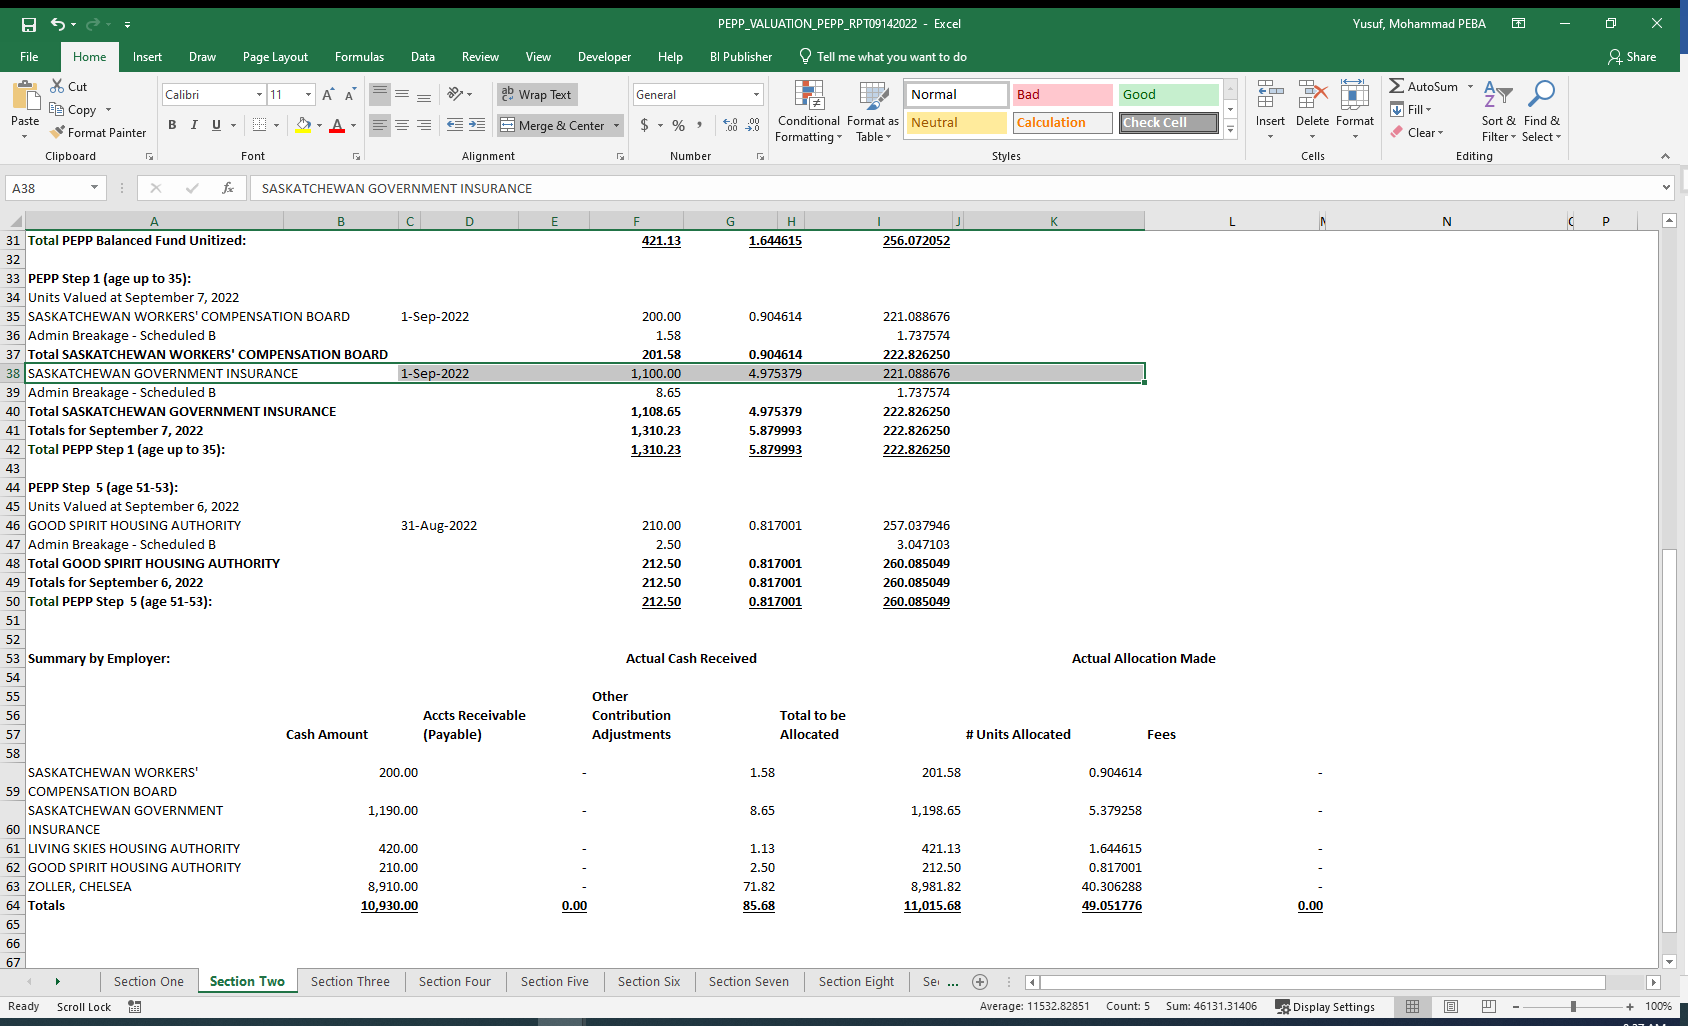 PEPP_VALUATION_PEPP_RPT09142022 - Excel
Yusuf, Mohammad PEBA
File Home Insert Draw Page Layout Formulas Data Review View Developer Help BI Publisher Tell me what you want to do Share
Paste
Cut
Copy
Format Painter
Calibri 11
B I U
Wrap Text
Merge & Center
General
$ % ,
Conditional Formatting
Format as Table
Normal Bad Good
Neutral Calculation Check Cell
Insert Delete Format
AutoSum
Fill
Clear
Sort & Filter
Find & Select
Clipboard Font Alignment Number Styles Cells Editing
A38 fx SASKATCHEWAN GOVERNMENT INSURANCE
A B C D E F G H I J K L N P
31 Total PEPP Balanced Fund Unitized: 421.13 1.644615 256.072052
32
33 PEPP Step 1 (age up to 35):
34 Units Valued at September 7, 2022
35 SASKATCHEWAN WORKERS' COMPENSATION BOARD 1-Sep-2022 200.00 0.904614 221.088676
36 Admin Breakage - Scheduled B 1.58 1.737574
37 Total SASKATCHEWAN WORKERS' COMPENSATION BOARD 201.58 0.904614 222.826250
38 SASKATCHEWAN GOVERNMENT INSURANCE 1-Sep-2022 1,100.00 4.975379 221.088676
39 Admin Breakage - Scheduled B 8.65 1.737574
40 Total SASKATCHEWAN GOVERNMENT INSURANCE 1,108.65 4.975379 222.826250
41 Totals for September 7, 2022 1,310.23 5.879993 222.826250
42 Total PEPP Step 1 (age up to 35): 1,310.23 5.879993 222.826250
43
44 PEPP Step 5 (age 51-53):
45 Units Valued at September 6, 2022
46 GOOD SPIRIT HOUSING AUTHORITY 31-Aug-2022 210.00 0.817001 257.037946
47 Admin Breakage - Scheduled B 2.50 3.047103
48 Total GOOD SPIRIT HOUSING AUTHORITY 212.50 0.817001 260.085049
49 Totals for September 6, 2022 212.50 0.817001 260.085049
50 Total PEPP Step 5 (age 51-53): 212.50 0.817001 260.085049
51
52
53 Summary by Employer: Actual Cash Received Actual Allocation Made
54
55 Other
56 Accts Receivable Contribution Total to be
57 Cash Amount (Payable) Adjustments Allocated # Units Allocated Fees
58
SASKATCHEWAN WORKERS' 200.00 - 1.58 201.58 0.904614 -
59 COMPENSATION BOARD
SASKATCHEWAN GOVERNMENT 1,190.00 - 8.65 1,198.65 5.379258 -
60 INSURANCE
61 LIVING SKIES HOUSING AUTHORITY 420.00 - 1.13 421.13 1.644615 -
62 GOOD SPIRIT HOUSING AUTHORITY 210.00 - 2.50 212.50 0.817001 -
63 ZOLLER, CHELSEA 8,910.00 - 71.82 8,981.82 40.306288 -
64 Totals 10,930.00 0.00 85.68 11,015.68 49.051776 0.00
65
66
67
Section One Section Two Section Three Section Four Section Five Section Six Section Seven Section Eight Se ...
Ready Scroll Lock Average: 11532.82851 Count: 5 Sum: 46131.31406 Display Settings 100%